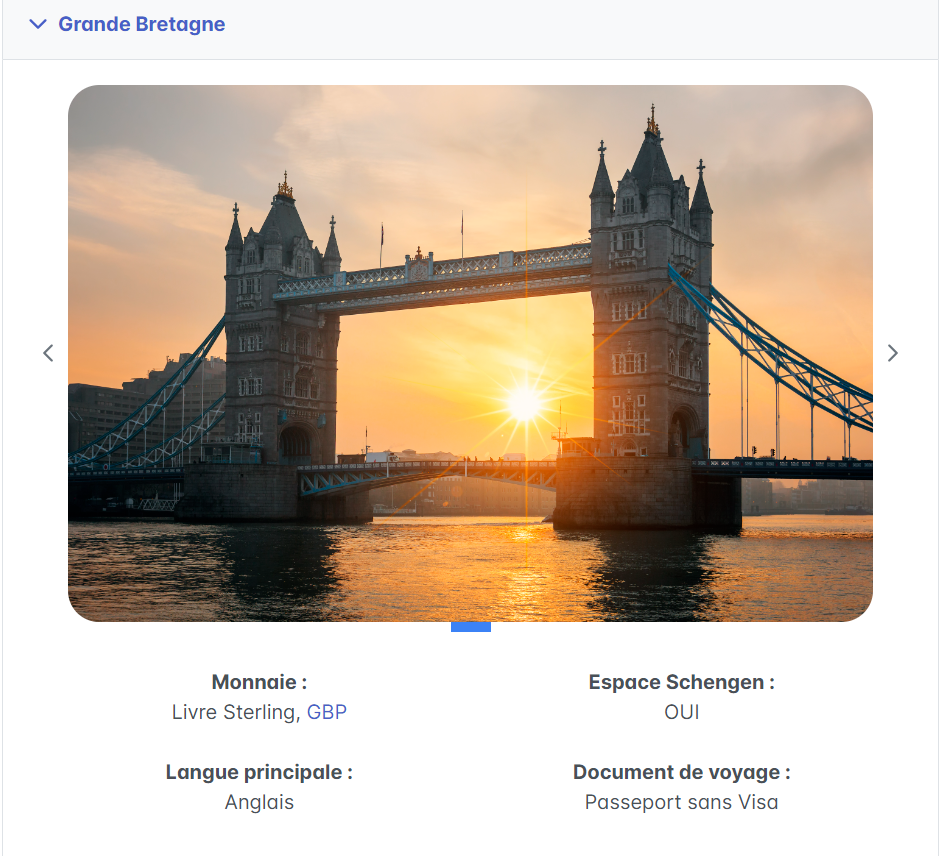 Grande Bretagne
Monnaie :
Livre Sterling, GBP
Espace Schengen :
OUI
Langue principale :
Anglais
Document de voyage :
Passeport sans Visa